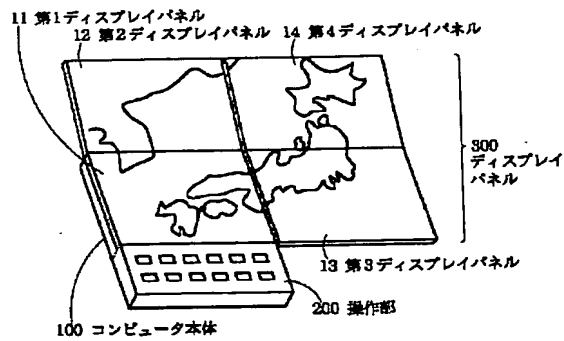 11 第1ディスプレイパネル
12 第2ディスプレイパネル
14 第4ディスプレイパネル
300
ディスプレイ
パネル
13 第3ディスプレイパネル
200 操作部
100 コンピュータ本体